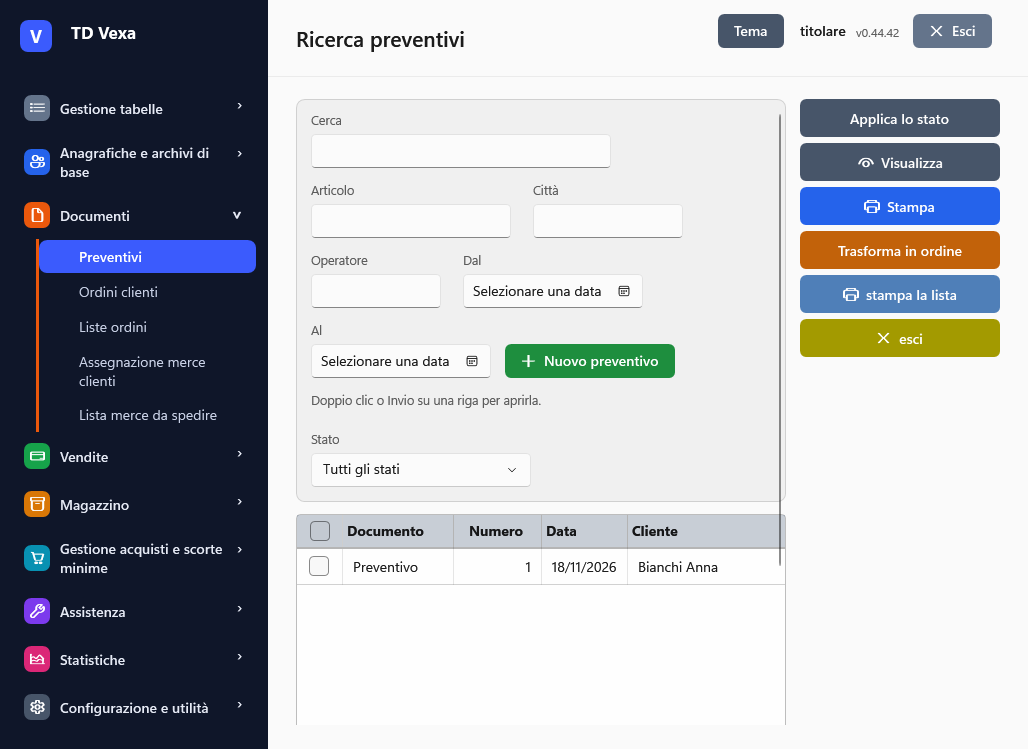 V
TD Vexa
Gestione tabelle
Anagrafiche e archivi di
base
Documenti
Preventivi
Ordini clienti
Liste ordini
Assegnazione merce
clienti
Lista merce da spedire
Vendite
Magazzino
Gestione acquisti e scorte
minime
Assistenza
Statistiche
Configurazione e utilità
Ricerca preventivi
Tema
titolare v0.44.42
Esci
Cerca
Articolo Città
Operatore Dal
Selezionare una data
Al
Selezionare una data
Nuovo preventivo
Doppio clic o Invio su una riga per aprirla.
Stato
Tutti gli stati
Documento Numero Data Cliente
Preventivo 1 18/11/2026 Bianchi Anna
Applica lo stato
Visualizza
Stampa
Trasforma in ordine
stampa la lista
esci